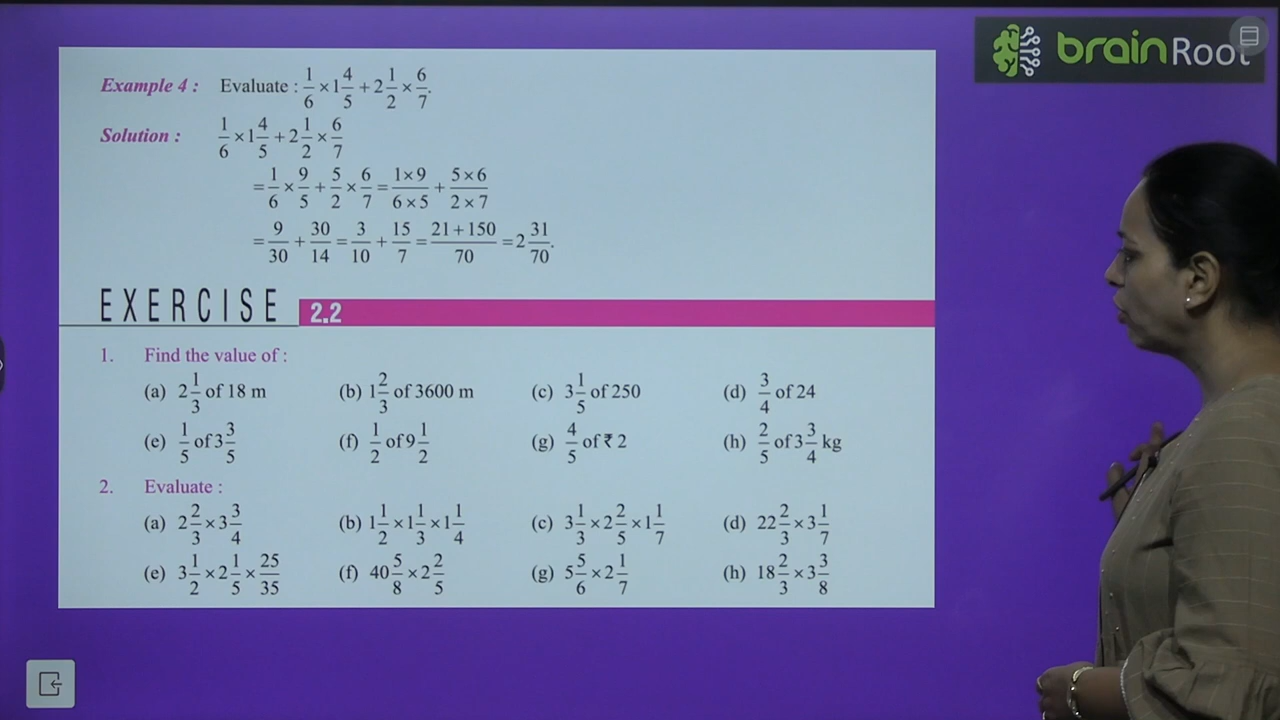 brainRoot
Example 4 : Evaluate : 1/6 × 1 4/5 + 2 1/2 × 6/7.
Solution : 1/6 × 1 4/5 + 2 1/2 × 6/7
= 1/6 × 9/5 + 5/2 × 6/7 = 1×9/6×5 + 5×6/2×7
= 9/30 + 30/14 = 3/10 + 15/7 = 21+150/70 = 2 31/70.
EXERCISE 2.2
1. Find the value of :
(a) 2 1/3 of 18 m (b) 1 2/3 of 3600 m (c) 3 1/5 of 250 (d) 3/4 of 24
(e) 1/5 of 3 3/5 (f) 1/2 of 9 1/2 (g) 4/5 of ₹ 2 (h) 2/5 of 3 3/4 kg
2. Evaluate :
(a) 2 2/3 × 3 3/4 (b) 1 1/2 × 1 1/3 × 1 1/4 (c) 3 1/3 × 2 2/5 × 1 1/7 (d) 22 2/3 × 3 1/7
(e) 3 1/2 × 2 1/5 × 25/35 (f) 40 5/8 × 2 2/5 (g) 5 5/6 × 2 1/7 (h) 18 2/3 × 3 3/8